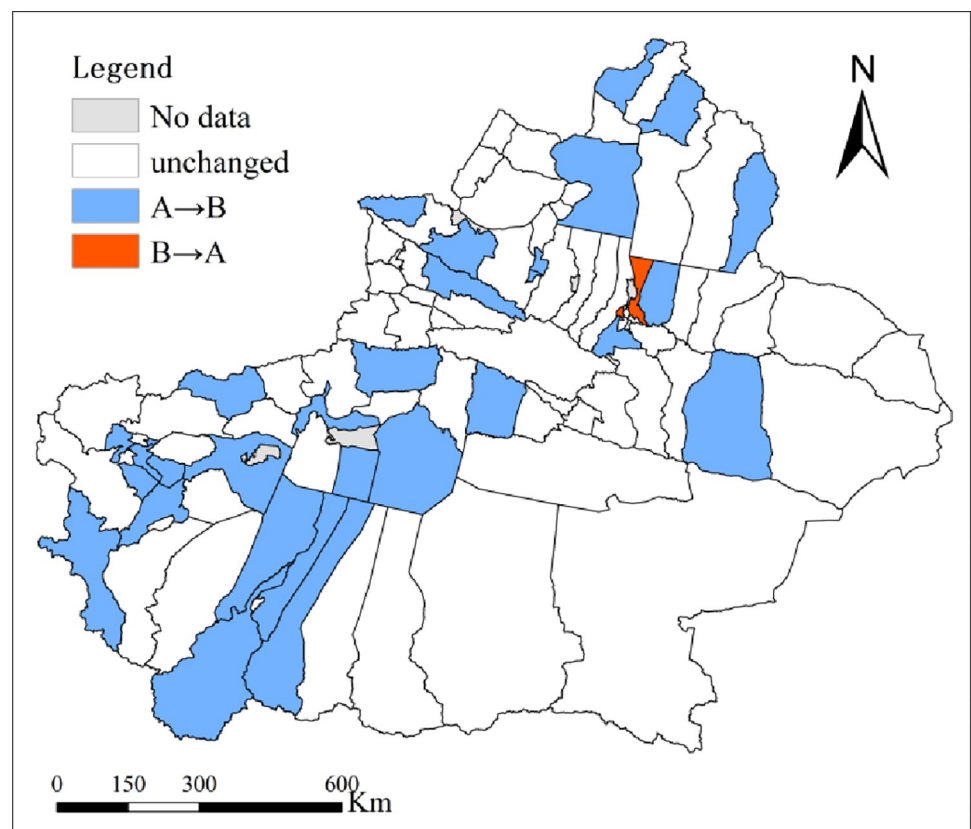 Legend
No data
unchanged
A→B
B→A
N
0 150 300 600
Km